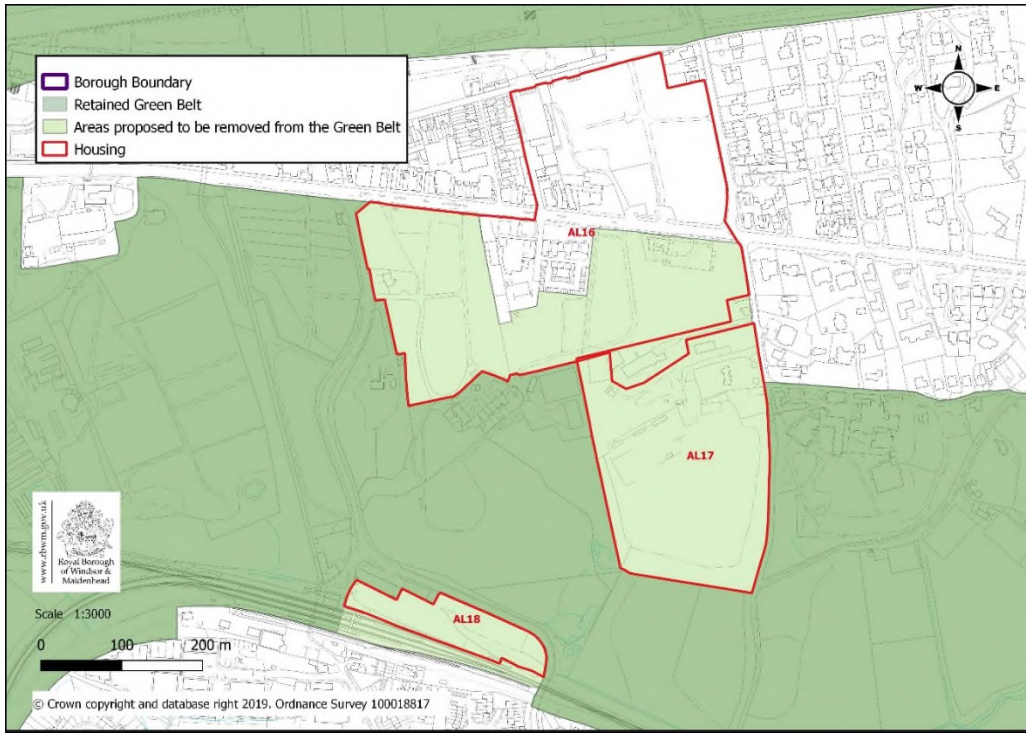 Borough Boundary
Retained Green Belt
Areas proposed to be removed from the Green Belt
Housing
N
W
E
S
AL16
AL17
AL18
www.rbwm.gov.uk
Royal Borough
of Windsor &
Maidenhead
Scale 1:3000
0 100 200 m
© Crown copyright and database right 2019. Ordnance Survey 100018817